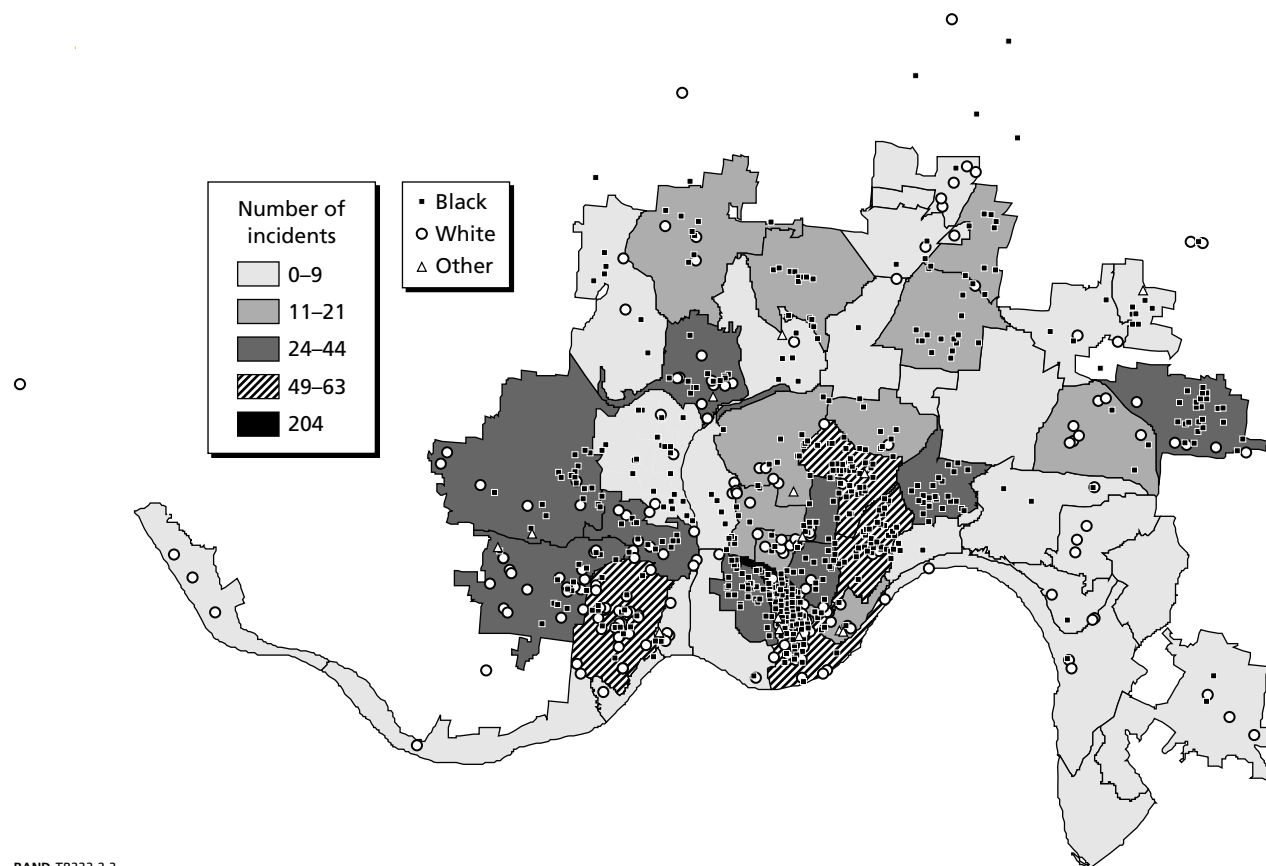 Number of
incidents
0–9
11–21
24–44
49–63
204
Black
White
Other